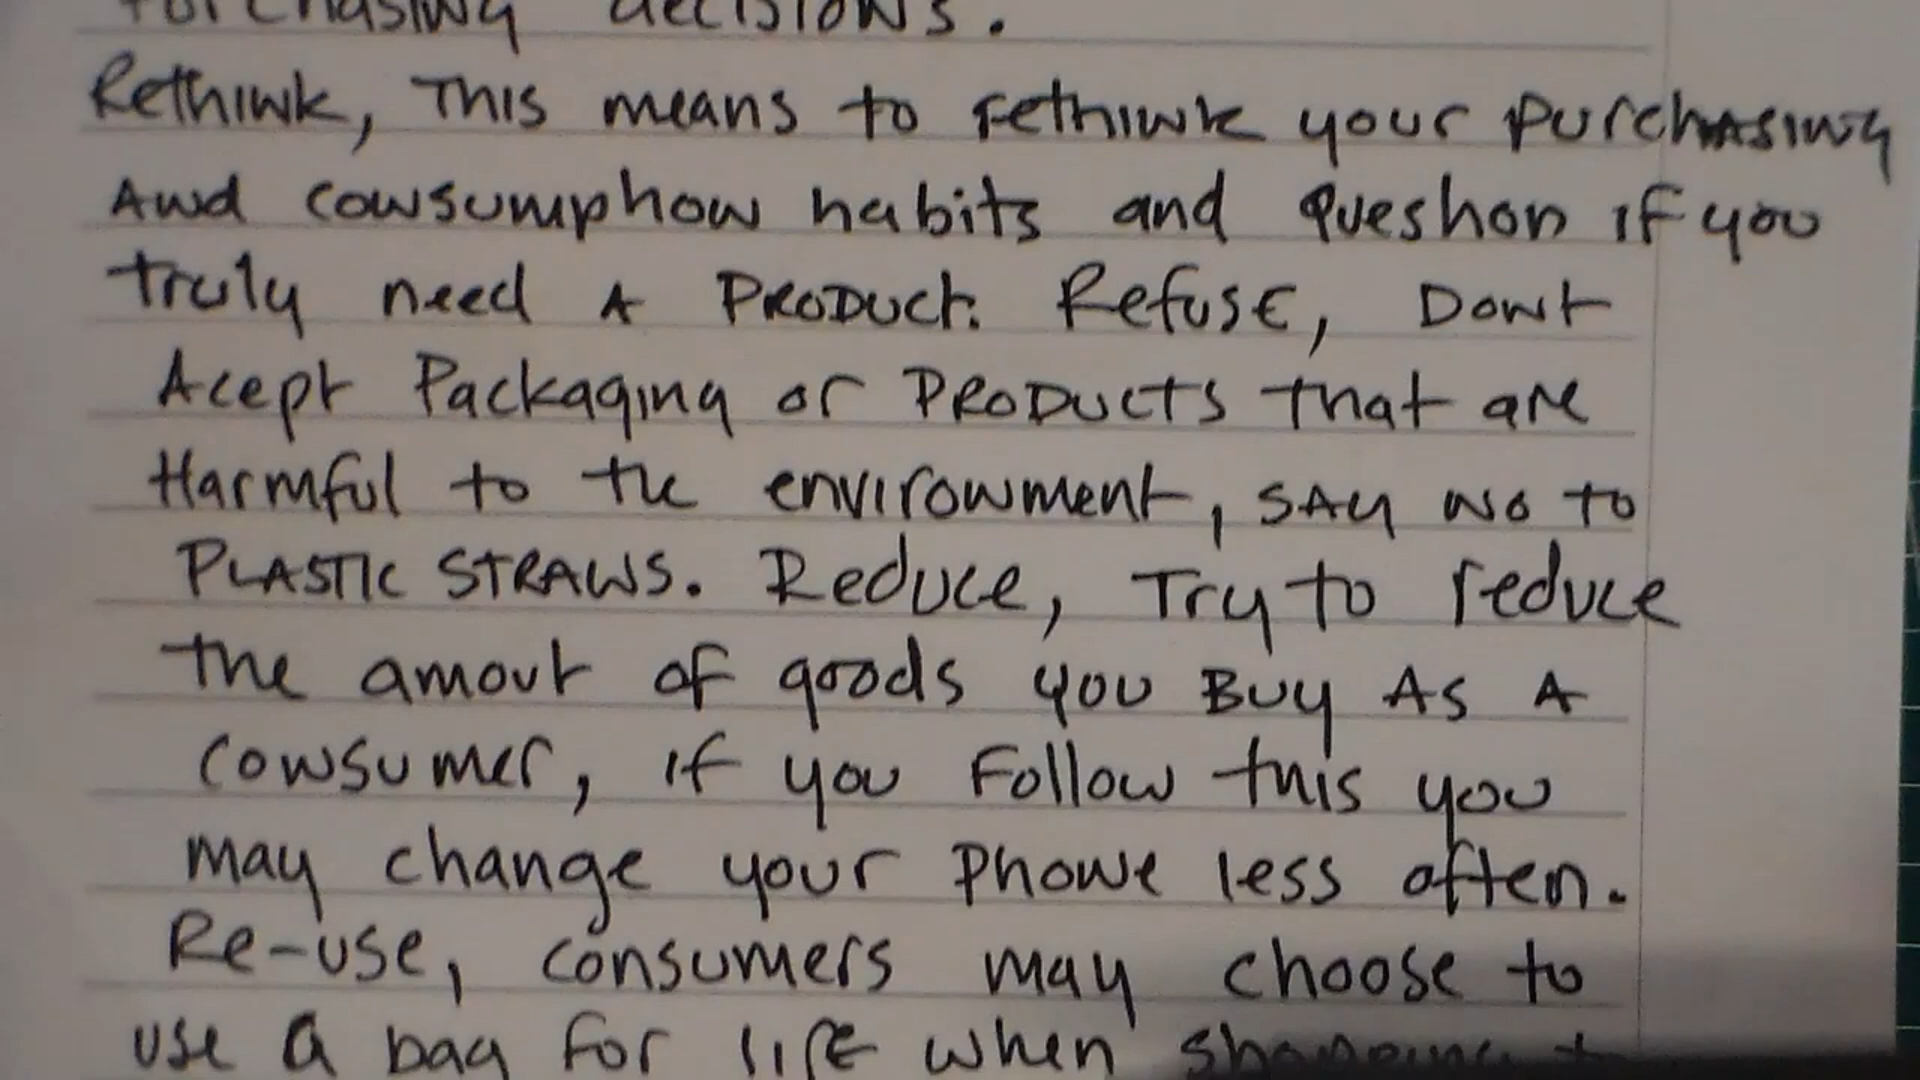 purchasing decisions.
Rethink, This means to rethink your purchasing
And consumption habits and Question if you
truly need A PRODUct. Refuse, Dont
Acept Packaging or PRODUCTS that are
Harmful to the environment, SAY NO to
PLASTIC STRAWS. Reduce, Try to reduce
the amout of goods you Buy As A
consumer, if you Follow this you
may change your Phone less often.
Re-use, consumers may choose to
use a bag for life when shopping